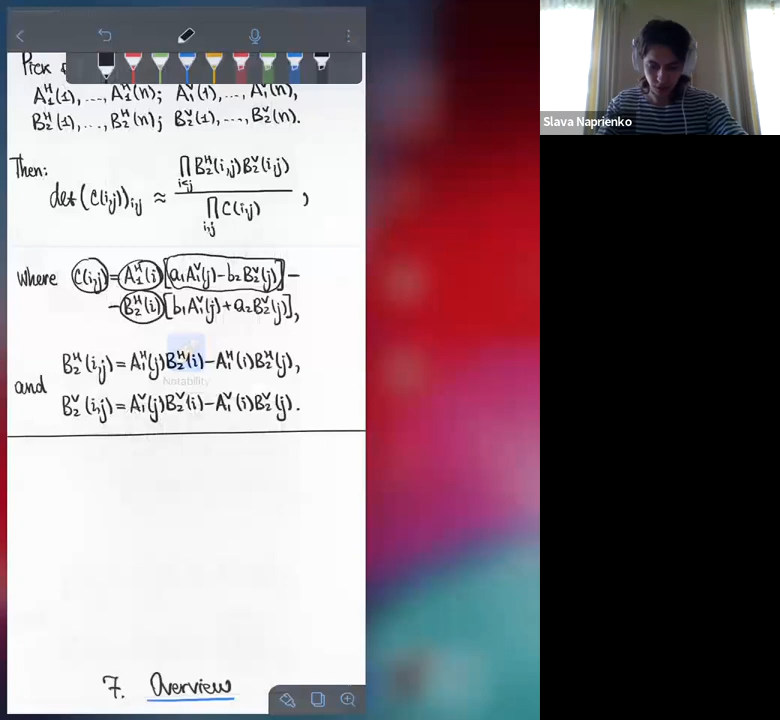 Pick
A₁ᴴ(1),...,A₁ᴴ(n); A₁ⱽ(1),...,A₁ⱽ(n),
B₂ᴴ(1),...,B₂ᴴ(n); B₂ⱽ(1),...,B₂ⱽ(n).
Then:
det(C(i,j))ᵢⱼ ≈ ∏_{i<j} B₂ᴴ(i,j)B₂ⱽ(i,j) / ∏_{i,j} C(i,j) ,
where C(i,j)=A₁ᴴ(i)[a₁A₁ⱽ(j)-b₂B₂ⱽ(j)]-
-B₂ᴴ(i)[b₁A₁ⱽ(j)+a₂B₂ⱽ(j)],
B₂ᴴ(i,j)=A₁ᴴ(j)B₂ᴴ(i)-A₁ᴴ(i)B₂ᴴ(j),
and
B₂ⱽ(i,j)=A₁ⱽ(j)B₂ⱽ(i)-A₁ⱽ(i)B₂ⱽ(j).
Notability
7. Overview
Slava Naprienko